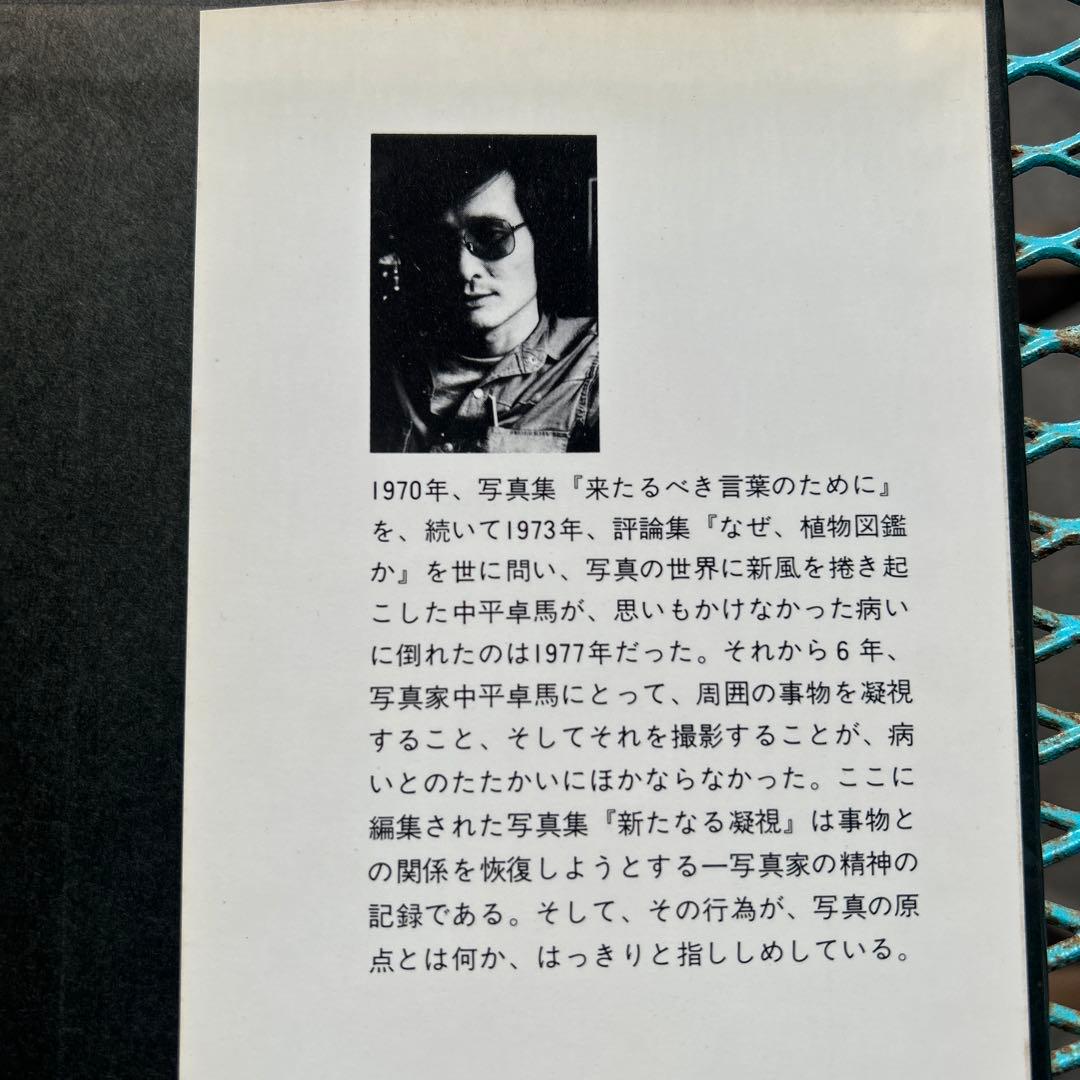 1970年、写真集『来たるべき言葉のために』
を、続いて1973年、評論集『なぜ、植物図鑑
か』を世に問い、写真の世界に新風を捲き起
こした中平卓馬が、思いもかけなかった病い
に倒れたのは1977年だった。それから6年、
写真家中平卓馬にとって、周囲の事物を凝視
すること、そしてそれを撮影することが、病
いとのたたかいにほかならなかった。ここに
編集された写真集『新たなる凝視』は事物と
の関係を恢復しようとする一写真家の精神の
記録である。そして、その行為が、写真の原
点とは何か、はっきりと指ししめしている。